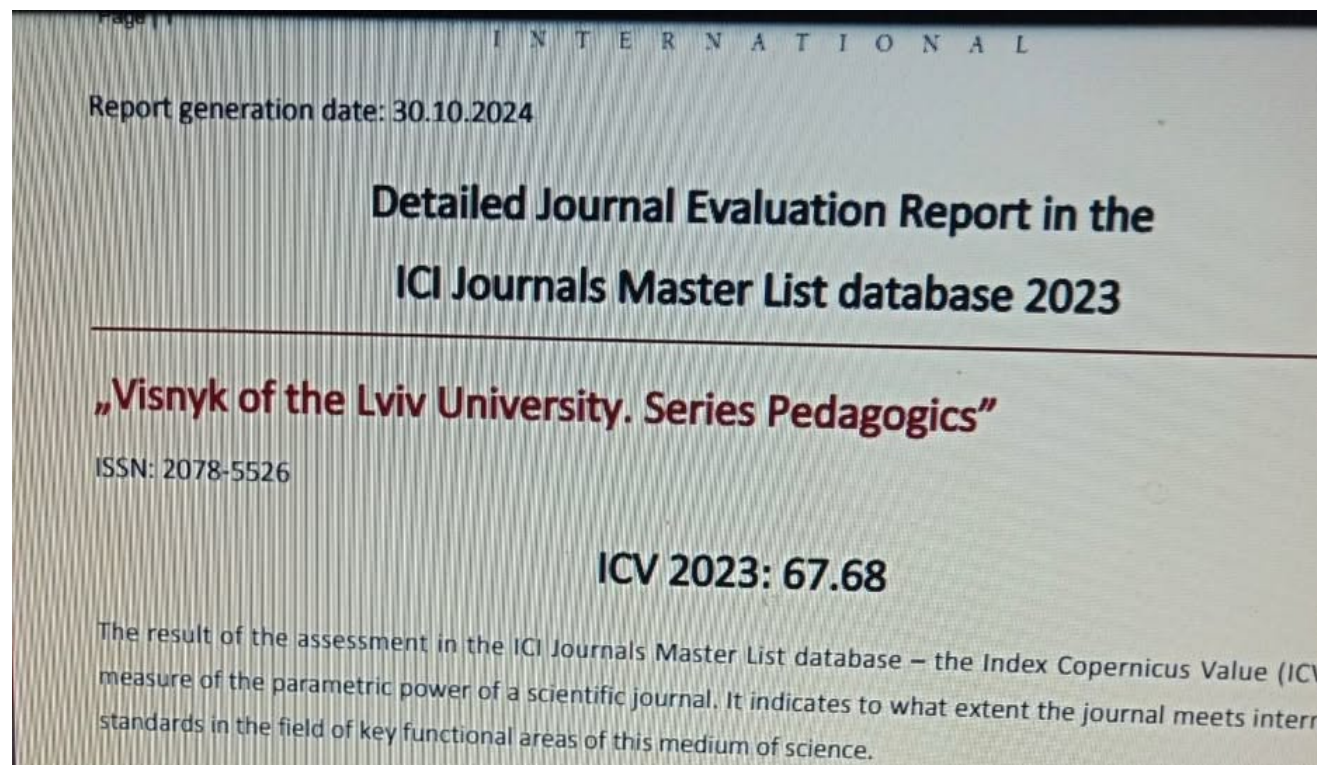 INTERNATIONAL
Report generation date: 30.10.2024
Detailed Journal Evaluation Report in the
ICI Journals Master List database 2023
„Visnyk of the Lviv University. Series Pedagogics”
ISSN: 2078-5526
ICV 2023: 67.68
The result of the assessment in the ICI Journals Master List database – the Index Copernicus Value (ICV
measure of the parametric power of a scientific journal. It indicates to what extent the journal meets intern
standards in the field of key functional areas of this medium of science.